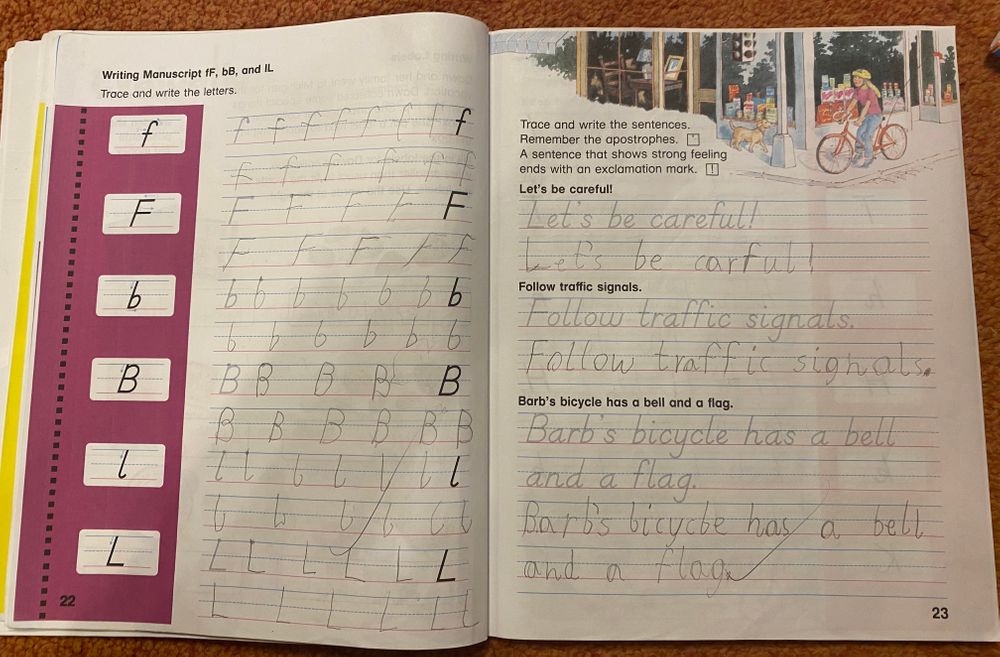 Writing Manuscript fF, bB, and lL
Trace and write the letters.
f
f f f f f f f f
f f f f f f
F
F F F F F
F F F F F
b
b b b b b b b
b b b b b b
B
B B B B B
B B B B B B
l
l l l l l l l
l l l l l l
L
L L L L L L
L L L L L L
22
Trace and write the sentences.
Remember the apostrophes. [']
A sentence that shows strong feeling
ends with an exclamation mark. [!]
Let's be careful!
Let's be careful!
Let's be carful!
Follow traffic signals.
Follow traffic signals.
Follow traffic signals.
Barb's bicycle has a bell and a flag.
Barb's bicycle has a bell
and a flag.
Barb's bicycbe has a bell
and a flag.
23